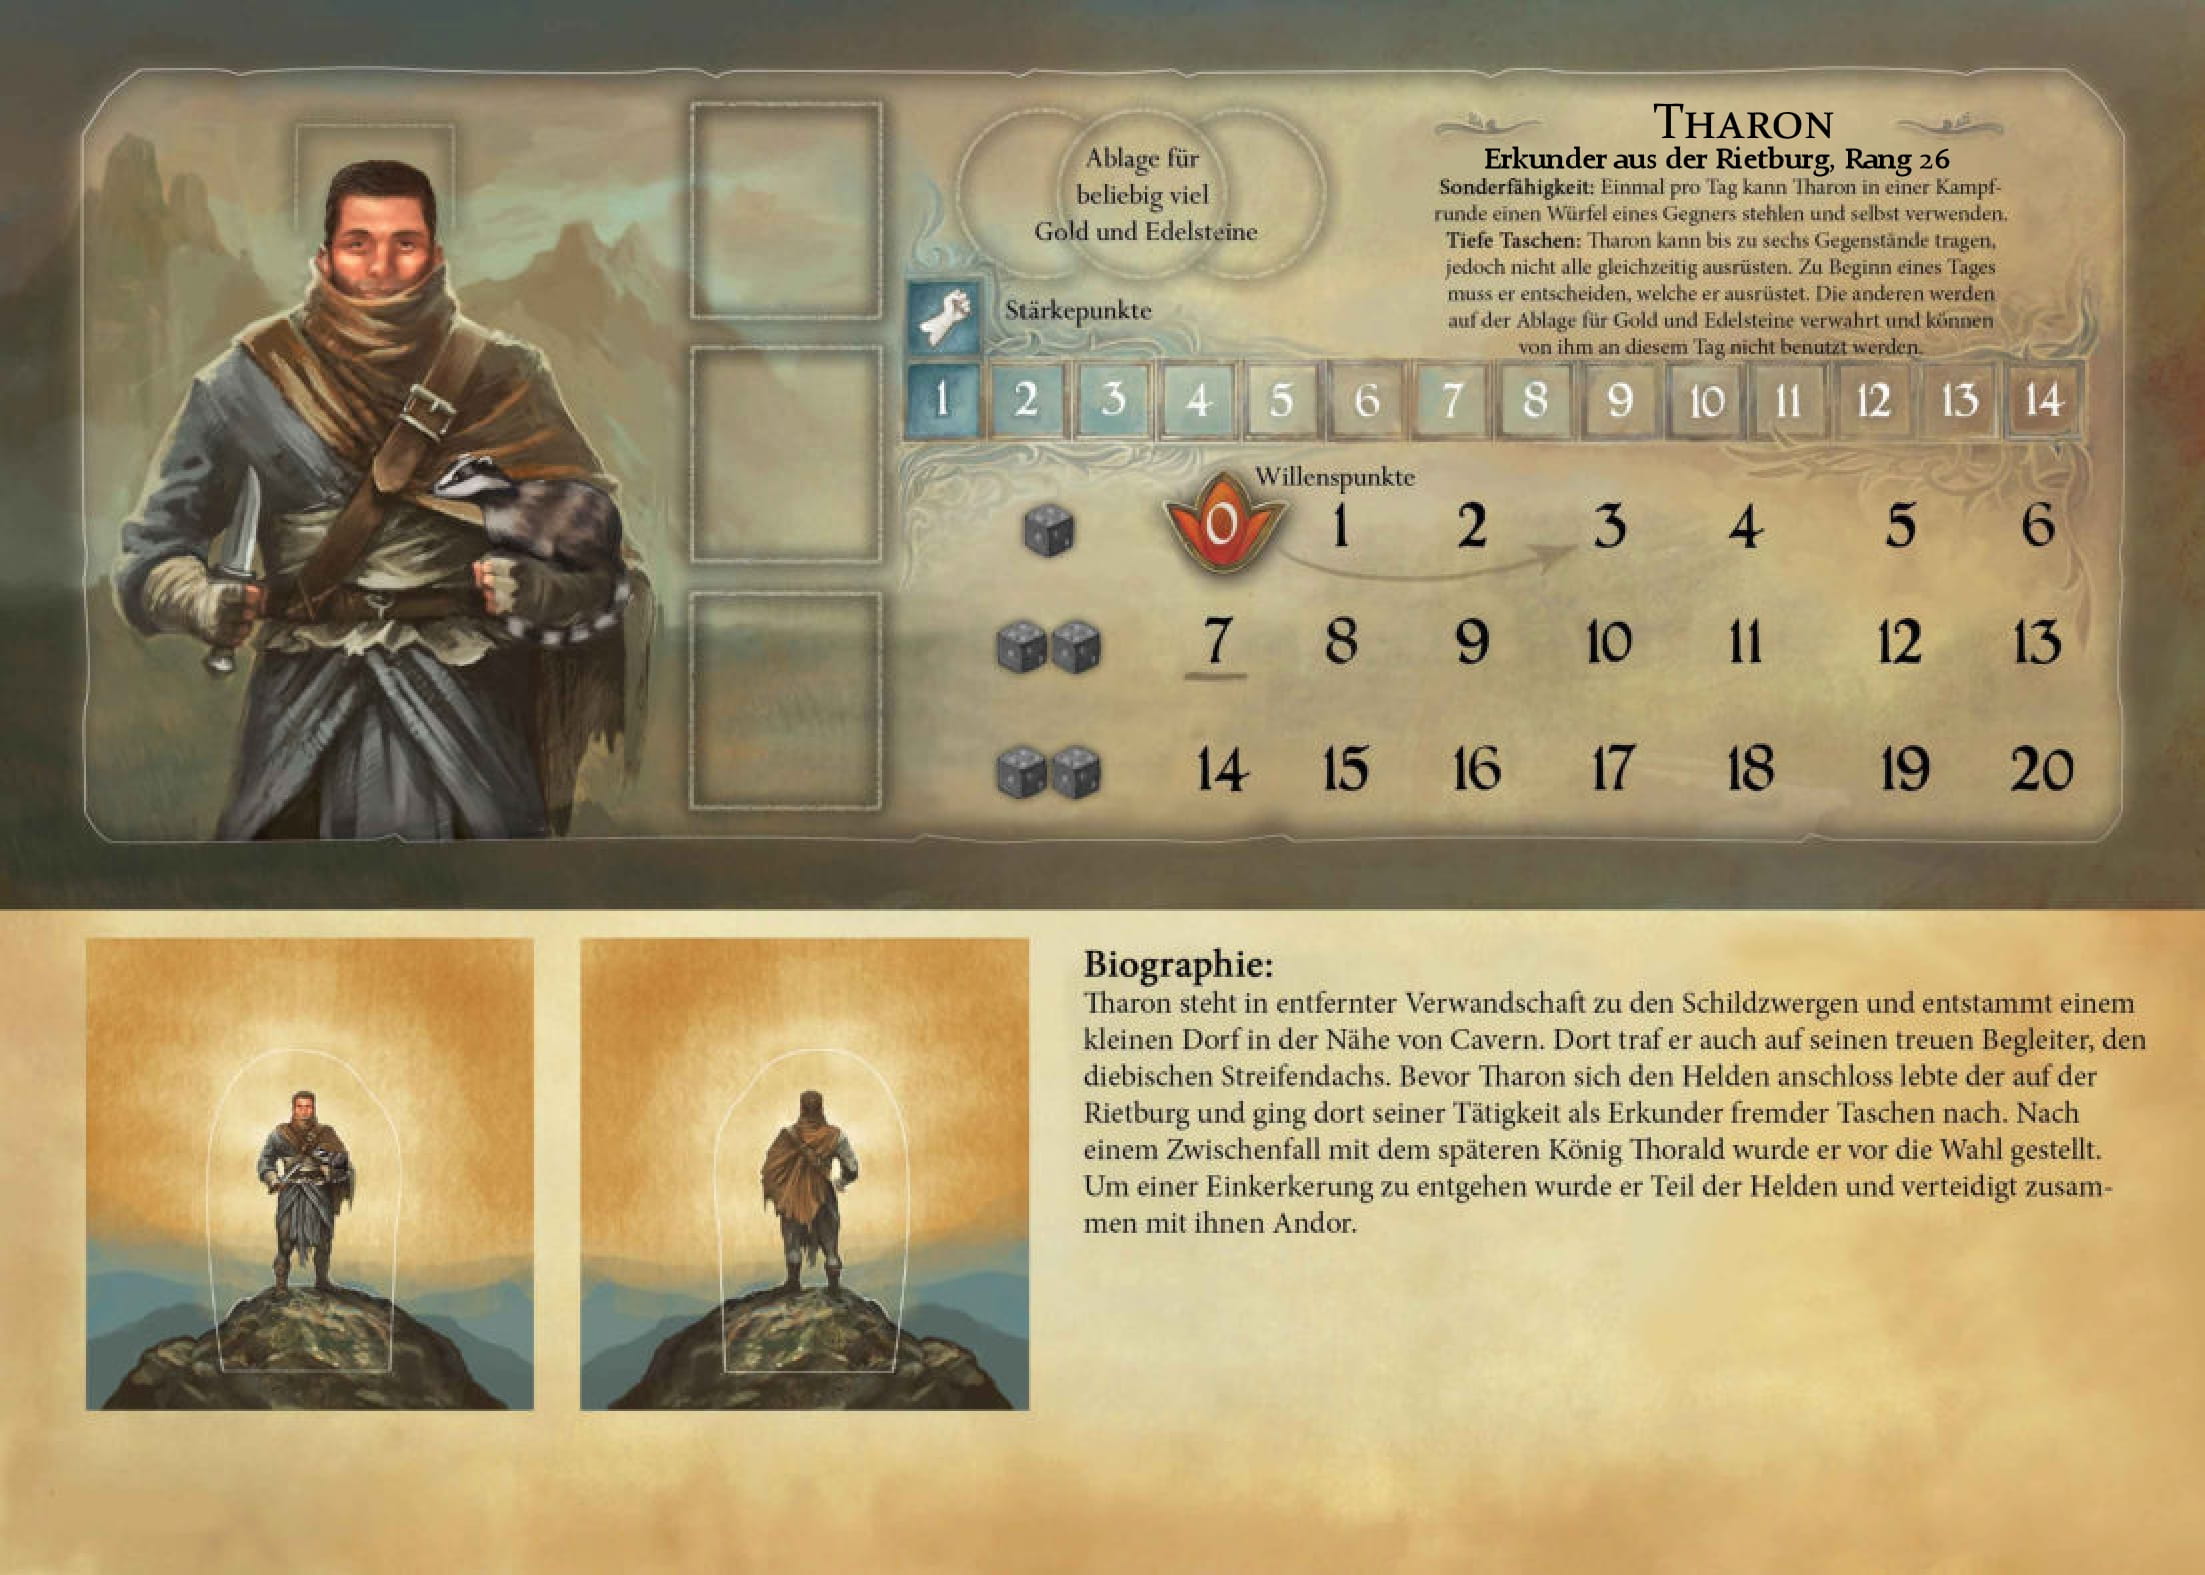 Ablage für
beliebig viel
Gold und Edelsteine
THARON
Erkunder aus der Rietburg, Rang 26
Sonderfähigkeit: Einmal pro Tag kann Tharon in einer Kampf-
runde einen Würfel eines Gegners stehlen und selbst verwenden.
Tiefe Taschen: Tharon kann bis zu sechs Gegenstände tragen,
jedoch nicht alle gleichzeitig ausrüsten. Zu Beginn eines Tages
muss er entscheiden, welche er ausrüstet. Die anderen werden
auf der Ablage für Gold und Edelsteine verwahrt und können
von ihm an diesem Tag nicht benutzt werden.
Stärkepunkte
1 2 3 4 5 6 7 8 9 10 11 12 13 14
Willenspunkte
0 1 2 3 4 5 6
7 8 9 10 11 12 13
14 15 16 17 18 19 20
Biographie:
Tharon steht in entfernter Verwandschaft zu den Schildzwergen und entstammt einem
kleinen Dorf in der Nähe von Cavern. Dort traf er auch auf seinen treuen Begleiter, den
diebischen Streifendachs. Bevor Tharon sich den Helden anschloss lebte der auf der
Rietburg und ging dort seiner Tätigkeit als Erkunder fremder Taschen nach. Nach
einem Zwischenfall mit dem späteren König Thorald wurde er vor die Wahl gestellt.
Um einer Einkerkerung zu entgehen wurde er Teil der Helden und verteidigt zusam-
men mit ihnen Andor.